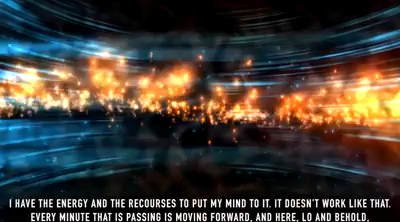 I HAVE THE ENERGY AND THE RECOURSES TO PUT MY MIND TO IT. IT DOESN'T WORK LIKE THAT.
EVERY MINUTE THAT IS PASSING IS MOVING FORWARD, AND HERE, LO AND BEHOLD,